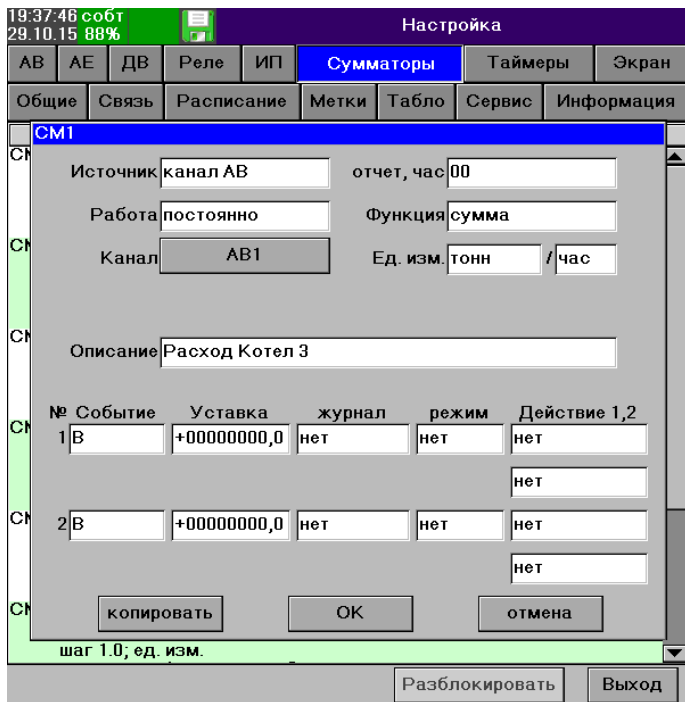 19:37:46 собт
29.10.15 88%
Настройка
АВ АЕ ДВ Реле ИП Сумматоры Таймеры Экран
Общие Связь Расписание Метки Табло Сервис Информация
СМ1
Источник канал АВ отчет, час 00
Работа постоянно Функция сумма
Канал АВ1 Ед. изм. тонн / час
Описание Расход Котел 3
№ Событие Уставка журнал режим Действие 1,2
1 В +00000000,0 нет нет нет
нет
2 В +00000000,0 нет нет нет
нет
копировать ОК отмена
шаг 1.0; ед. изм.
Разблокировать Выход